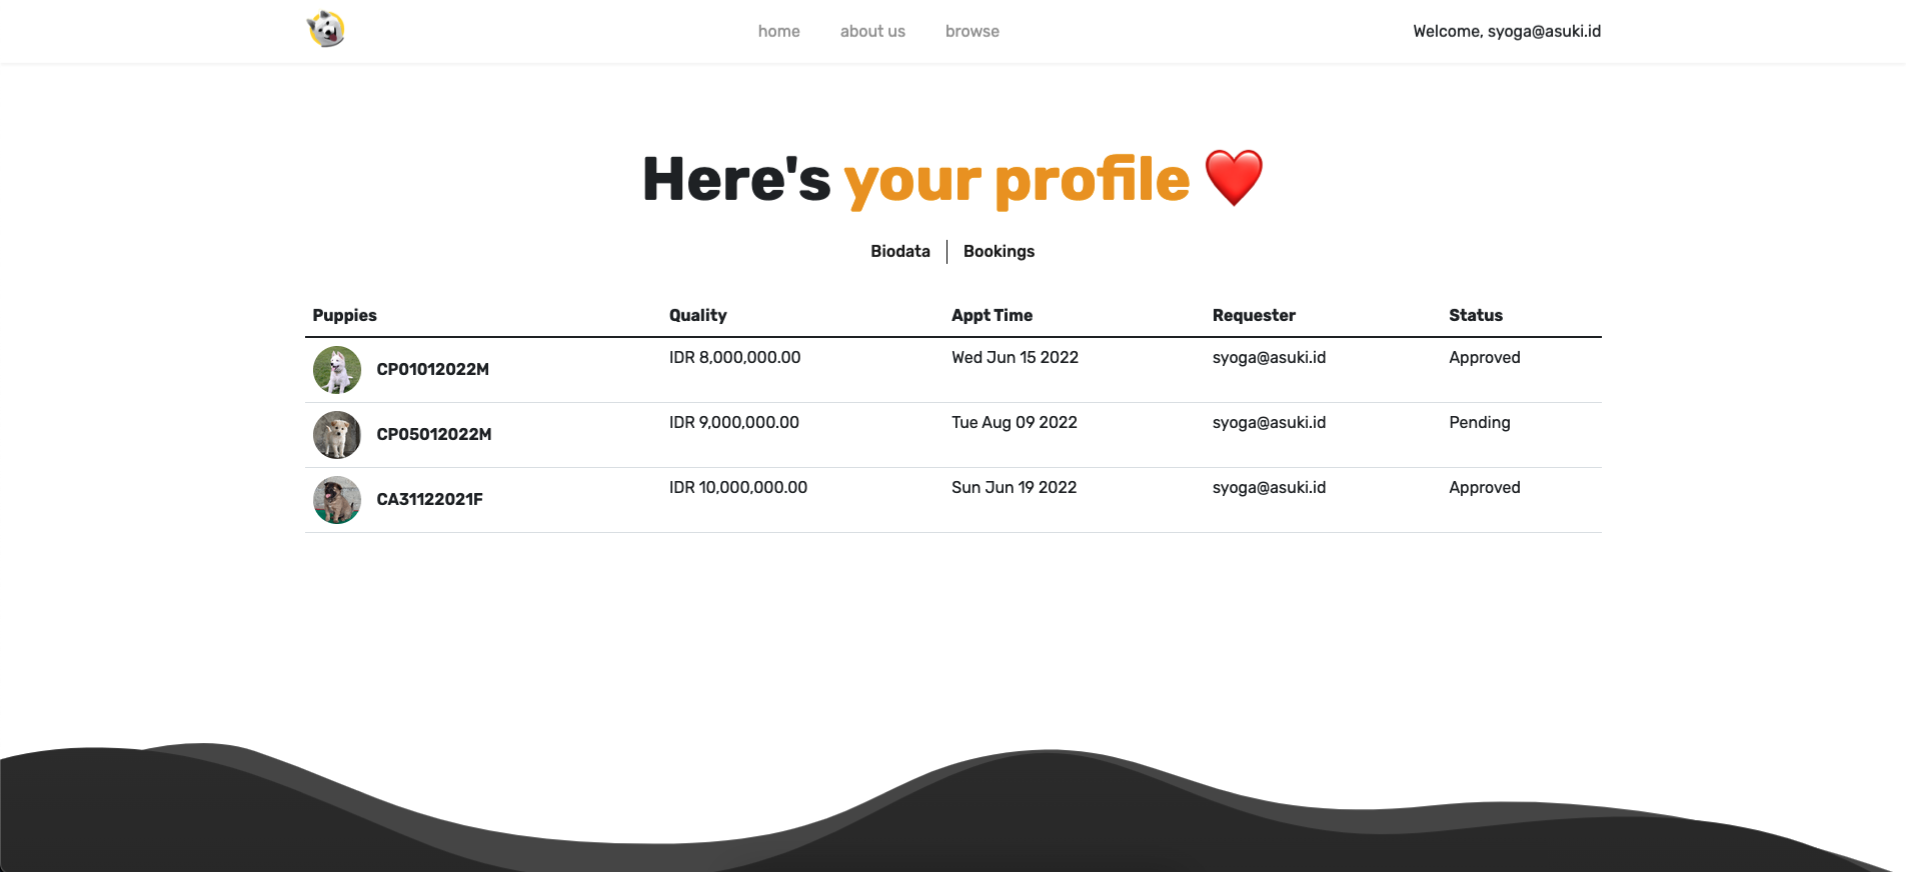 home about us browse Welcome, syoga@asuki.id
Here's your profile ❤️
Biodata Bookings
Puppies Quality Appt Time Requester Status
CP01012022M IDR 8,000,000.00 Wed Jun 15 2022 syoga@asuki.id Approved
CP05012022M IDR 9,000,000.00 Tue Aug 09 2022 syoga@asuki.id Pending
CA31122021F IDR 10,000,000.00 Sun Jun 19 2022 syoga@asuki.id Approved